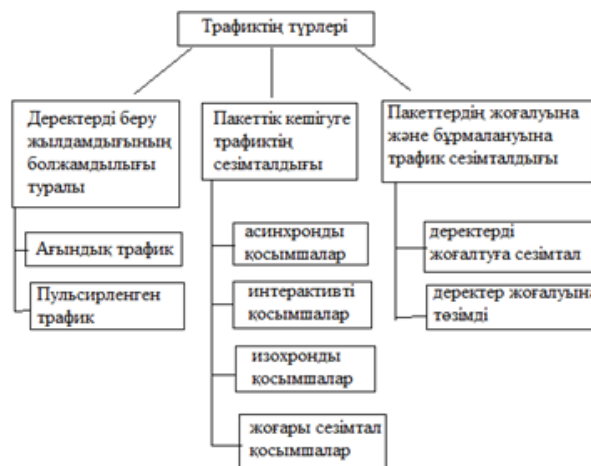 Трафиктің түрлері
Деректерді беру
жылдамдығының
болжамдылығы
туралы
Ағындық трафик
Пульсирленген
трафик
Пакеттік кешігуге
трафиктің
сезімталдығы
асинхронды
қосымшалар
интерактивті
қосымшалар
изохронды
қосымшалар
жоғары сезімтал
қосымшалар
Пакеттердің жоғалуына
және бұрмалануына
трафик сезімталдығы
деректерді
жоғалтуға сезімтал
деректер жоғалуына
төзімді